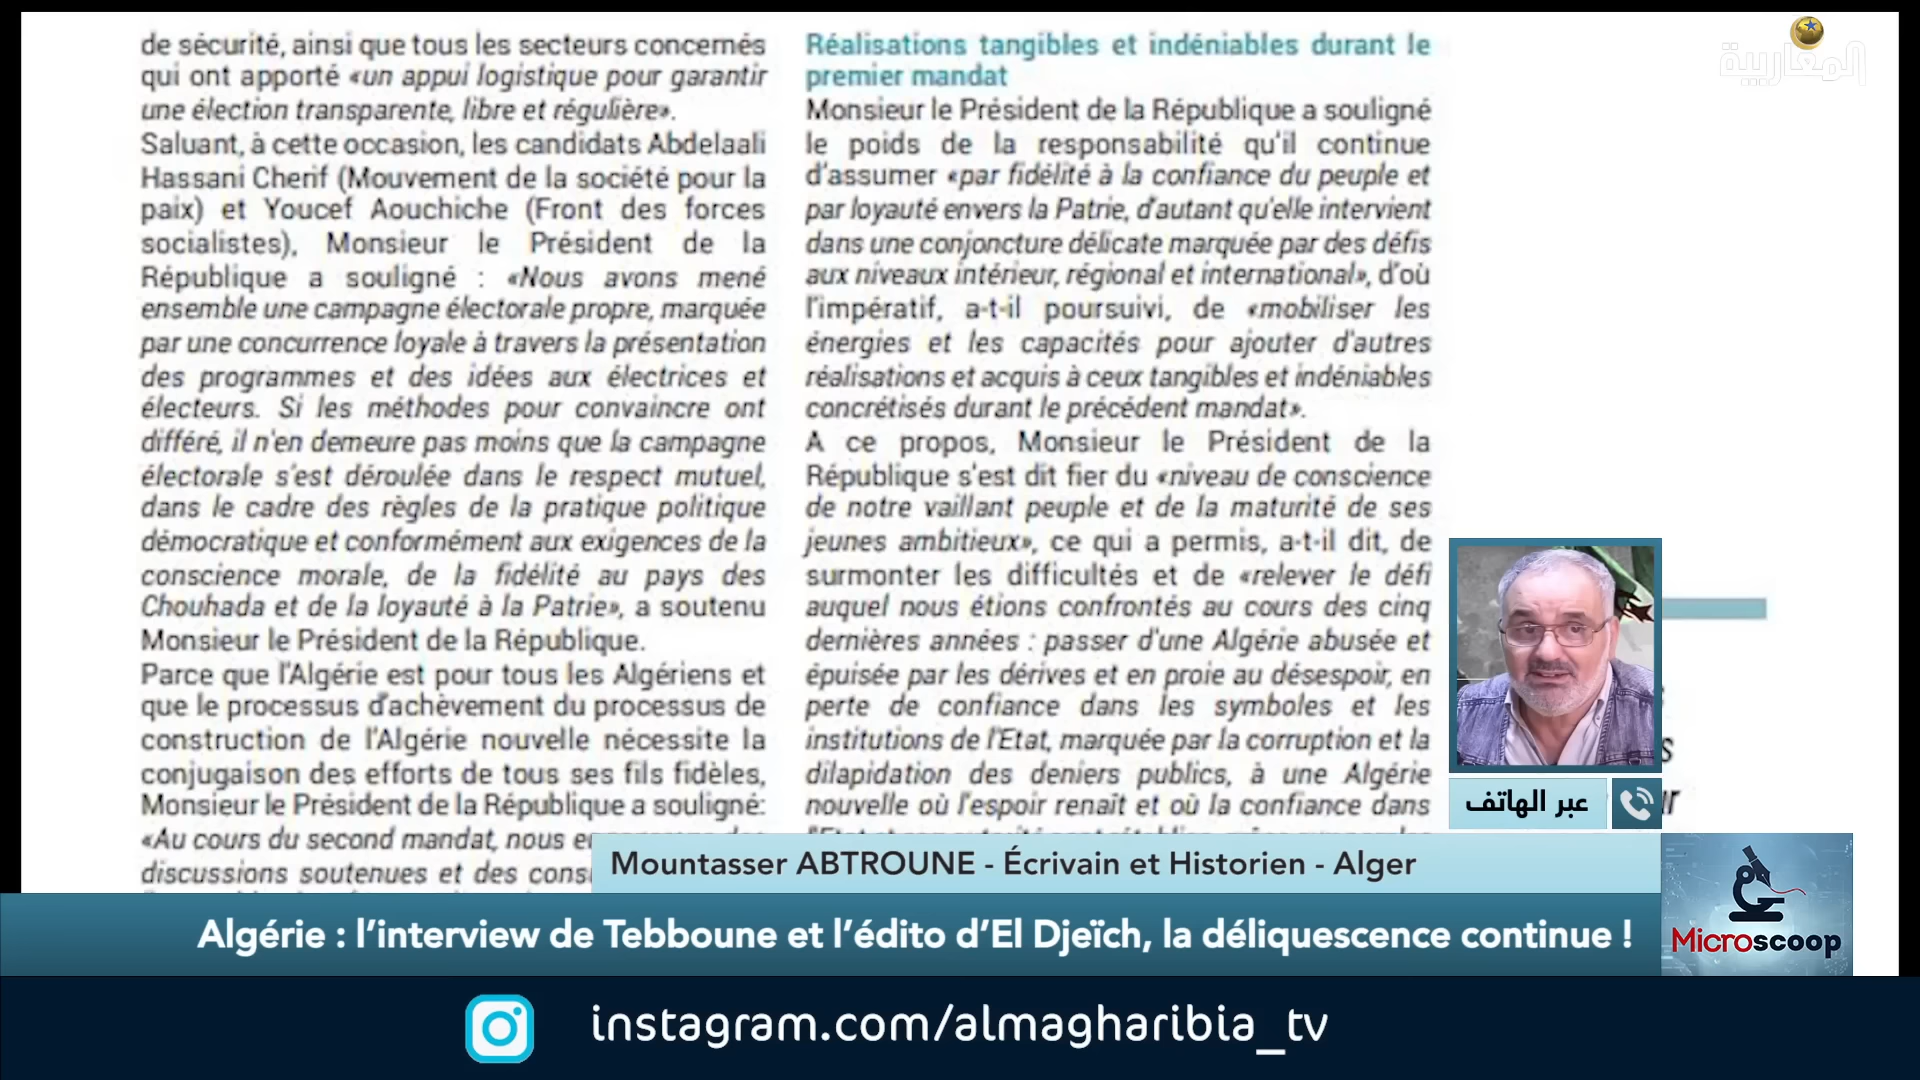 de sécurité, ainsi que tous les secteurs concernés
qui ont apporté «un appui logistique pour garantir
une élection transparente, libre et régulière».
Saluant, à cette occasion, les candidats Abdelaali
Hassani Cherif (Mouvement de la société pour la
paix) et Youcef Aouchiche (Front des forces
socialistes), Monsieur le Président de la
République a souligné : «Nous avons mené
ensemble une campagne électorale propre, marquée
par une concurrence loyale à travers la présentation
des programmes et des idées aux électrices et
électeurs. Si les méthodes pour convaincre ont
différé, il n'en demeure pas moins que la campagne
électorale s'est déroulée dans le respect mutuel,
dans le cadre des règles de la pratique politique
démocratique et conformément aux exigences de la
conscience morale, de la fidélité au pays des
Chouhada et de la loyauté à la Patrie», a soutenu
Monsieur le Président de la République.
Parce que l'Algérie est pour tous les Algériens et
que le processus d'achèvement du processus de
construction de l'Algérie nouvelle nécessite la
conjugaison des efforts de tous ses fils fidèles,
Monsieur le Président de la République a souligné:
«Au cours du second mandat, nous
discussions soutenues et des
Réalisations tangibles et indéniables durant le
premier mandat
Monsieur le Président de la République a souligné
le poids de la responsabilité qu'il continue
d'assumer «par fidélité à la confiance du peuple et
par loyauté envers la Patrie, d'autant qu'elle intervient
dans une conjoncture délicate marquée par des défis
aux niveaux intérieur, régional et international», d'où
l'impératif, a-t-il poursuivi, de «mobiliser les
énergies et les capacités pour ajouter d'autres
réalisations et acquis à ceux tangibles et indéniables
concrétisés durant le précédent mandat».
A ce propos, Monsieur le Président de la
République s'est dit fier du «niveau de conscience
de notre vaillant peuple et de la maturité de ses
jeunes ambitieux», ce qui a permis, a-t-il dit, de
surmonter les difficultés et de «relever le défi
auquel nous étions confrontés au cours des cinq
dernières années : passer d'une Algérie abusée et
épuisée par les dérives et en proie au désespoir, en
perte de confiance dans les symboles et les
institutions de l'Etat, marquée par la corruption et la
dilapidation des deniers publics, à une Algérie
nouvelle où l'espoir renaît et où la confiance dans
المغاربية
عبر الهاتف
Mountasser ABTROUNE - Écrivain et Historien - Alger
Algérie : l'interview de Tebboune et l'édito d'El Djeïch, la déliquescence continue !
Microscoop
instagram.com/almagharibia_tv